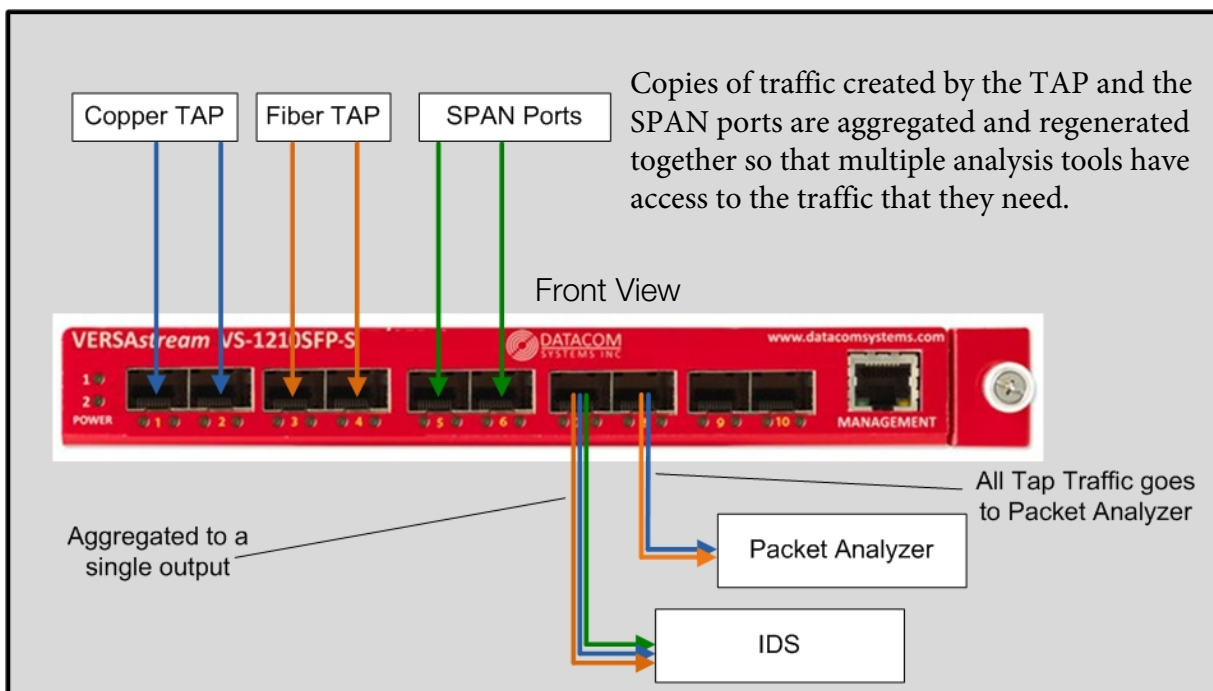 Copper TAP
Fiber TAP
SPAN Ports
Copies of traffic created by the TAP and the
SPAN ports are aggregated and regenerated
together so that multiple analysis tools have
access to the traffic that they need.
Front View
VERSAstream VS-1210SFP-S
DATACOM
SYSTEMS INC
www.datacomsystems.com
1
2
POWER
1
2
3
4
5
6
9
10
MANAGEMENT
All Tap Traffic goes
to Packet Analyzer
Aggregated to a
single output
Packet Analyzer
IDS